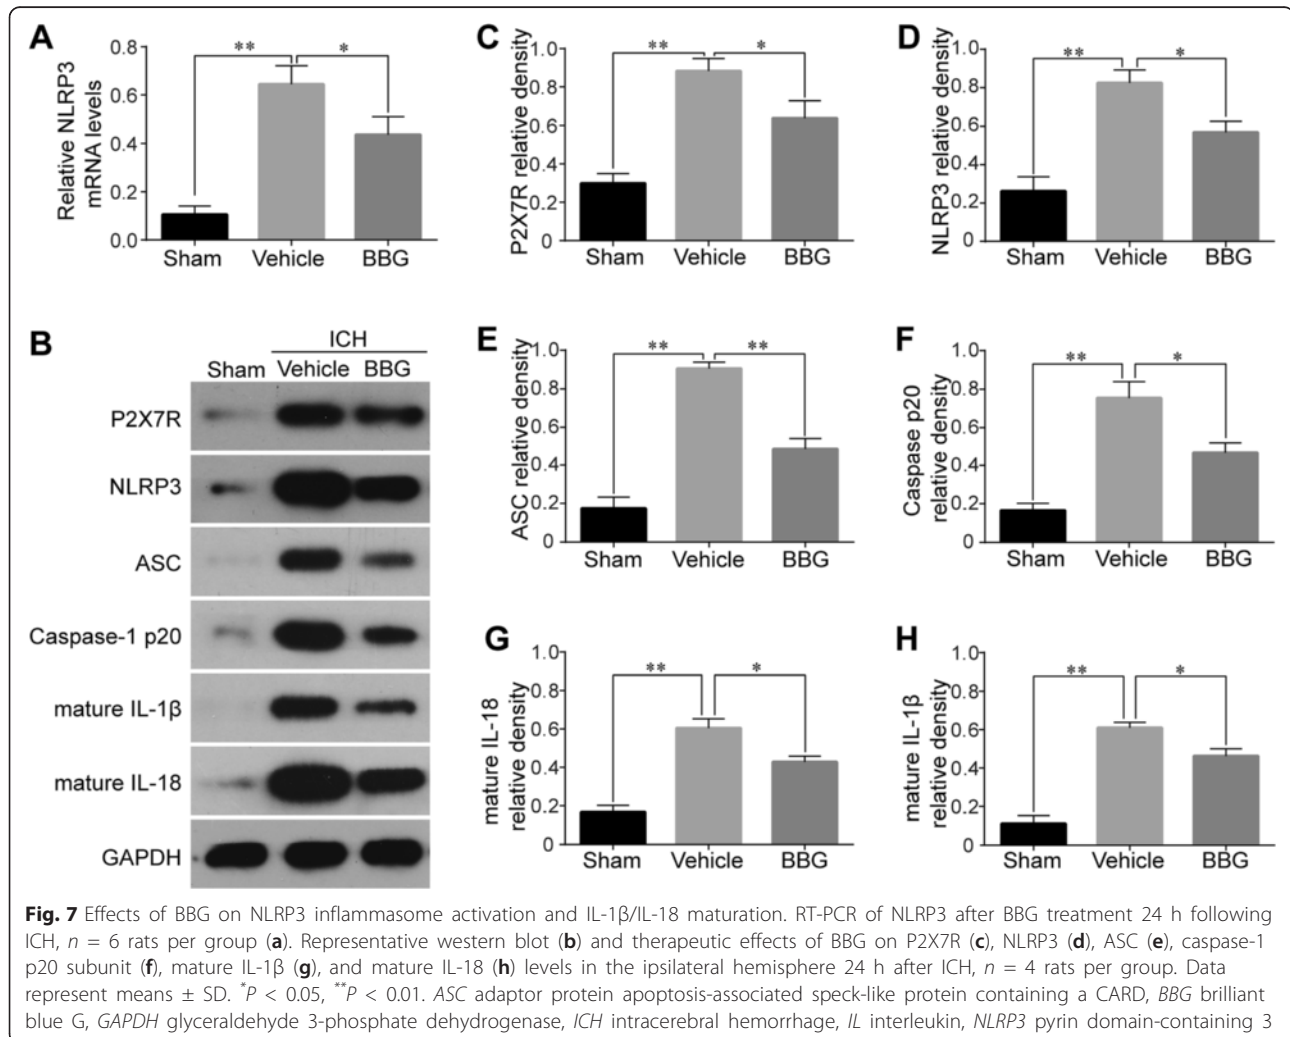 A
Relative NLRP3
mRNA levels
0.8
0.6
0.4
0.2
0.0
** *
Sham Vehicle BBG
C
P2X7R relative density
1.0
0.8
0.6
0.4
0.2
0
** *
Sham Vehicle BBG
D
NLRP3 relative density
1.0
0.8
0.6
0.4
0.2
0
** *
Sham Vehicle BBG
B
ICH
Sham Vehicle BBG
P2X7R
NLRP3
ASC
Caspase-1 p20
mature IL-1β
mature IL-18
GAPDH
E
ASC relative density
1.0
0.8
0.6
0.4
0.2
0
** **
Sham Vehicle BBG
F
Caspase p20
relative density
1.0
0.8
0.6
0.4
0.2
0
** *
Sham Vehicle BBG
G
mature IL-18
relative density
1.0
0.8
0.6
0.4
0.2
0
** *
Sham Vehicle BBG
H
mature IL-1β
relative density
1.0
0.8
0.6
0.4
0.2
0
** *
Sham Vehicle BBG
Fig. 7 Effects of BBG on NLRP3 inflammasome activation and IL-1β/IL-18 maturation. RT-PCR of NLRP3 after BBG treatment 24 h following
ICH, n = 6 rats per group (a). Representative western blot (b) and therapeutic effects of BBG on P2X7R (c), NLRP3 (d), ASC (e), caspase-1
p20 subunit (f), mature IL-1β (g), and mature IL-18 (h) levels in the ipsilateral hemisphere 24 h after ICH, n = 4 rats per group. Data
represent means ± SD. *P < 0.05, **P < 0.01. ASC adaptor protein apoptosis-associated speck-like protein containing a CARD, BBG brilliant
blue G, GAPDH glyceraldehyde 3-phosphate dehydrogenase, ICH intracerebral hemorrhage, IL interleukin, NLRP3 pyrin domain-containing 3